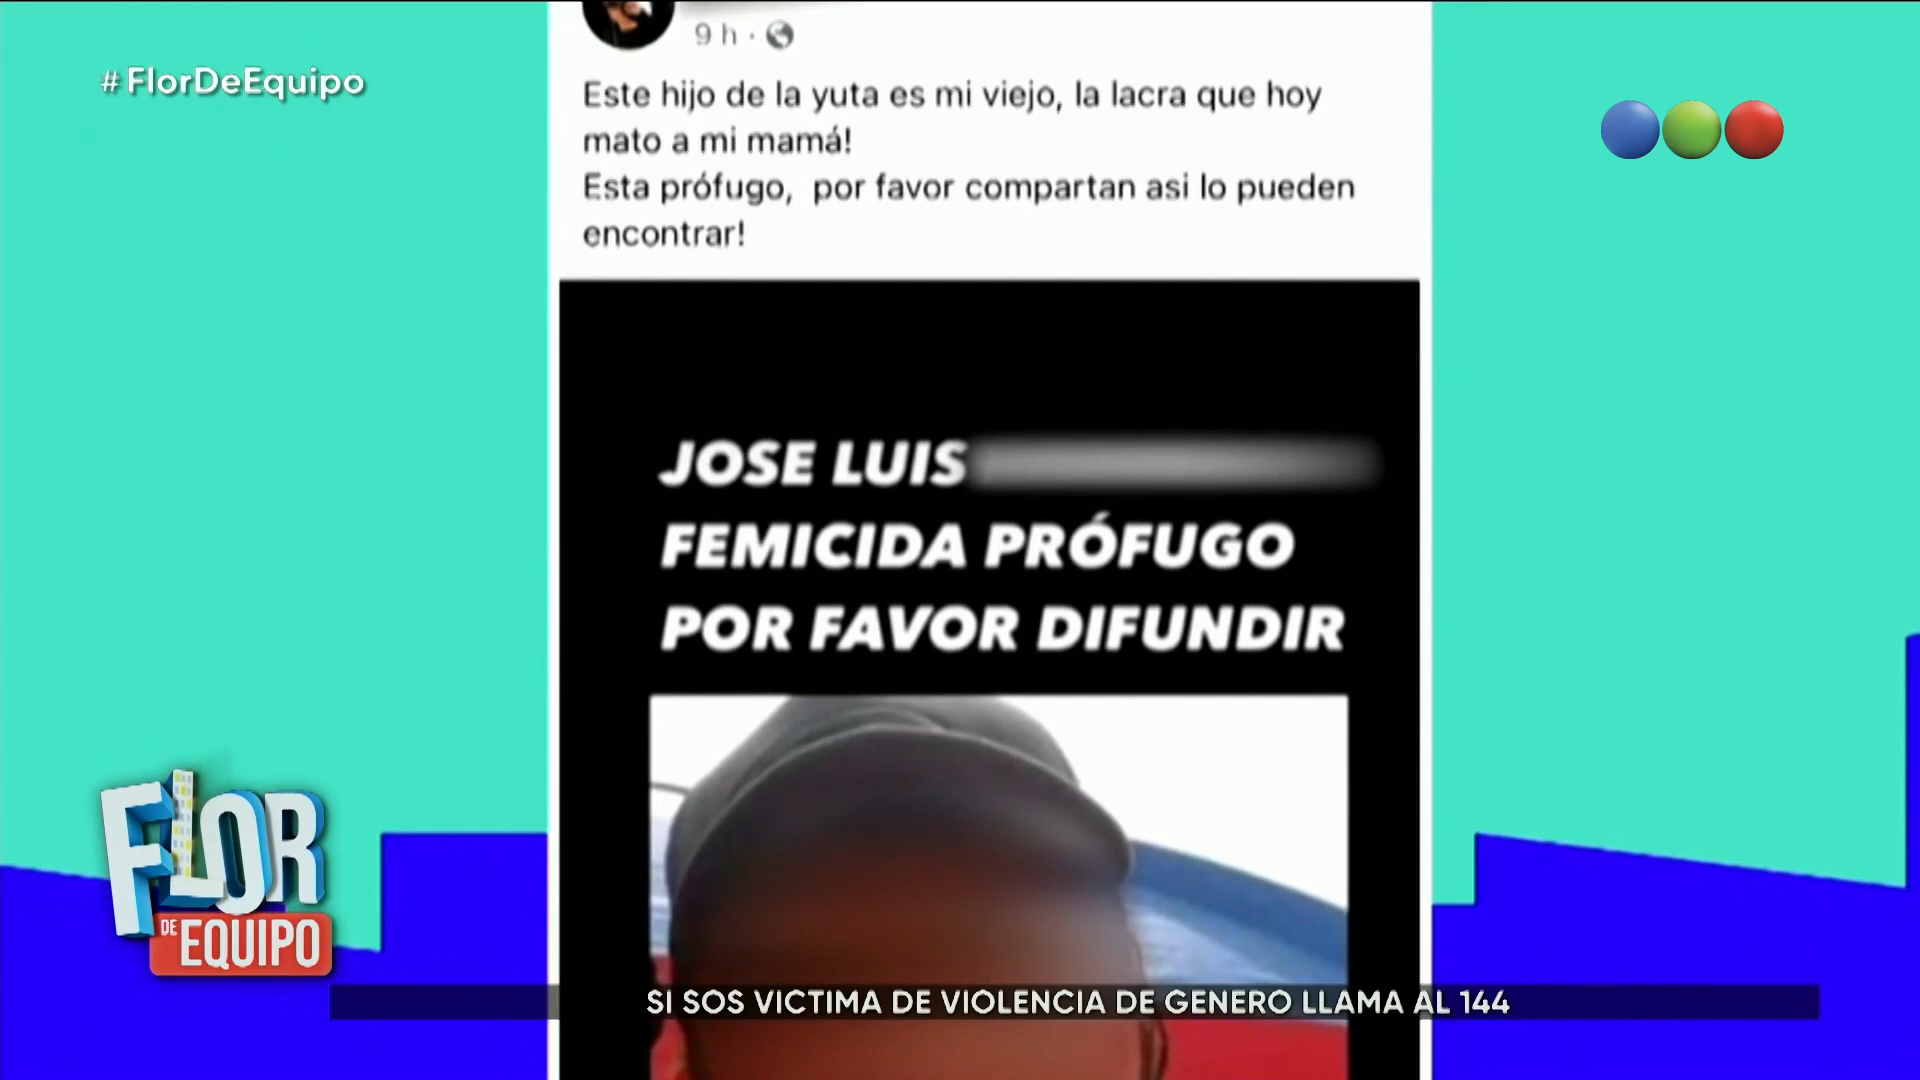 9 h ·
#FlorDeEquipo
Este hijo de la yuta es mi viejo, la lacra que hoy
mato a mi mamá!
Esta prófugo, por favor compartan asi lo pueden
encontrar!
JOSE LUIS
FEMICIDA PRÓFUGO
POR FAVOR DIFUNDIR
FLOR
DE EQUIPO
SI SOS VICTIMA DE VIOLENCIA DE GENERO LLAMA AL 144